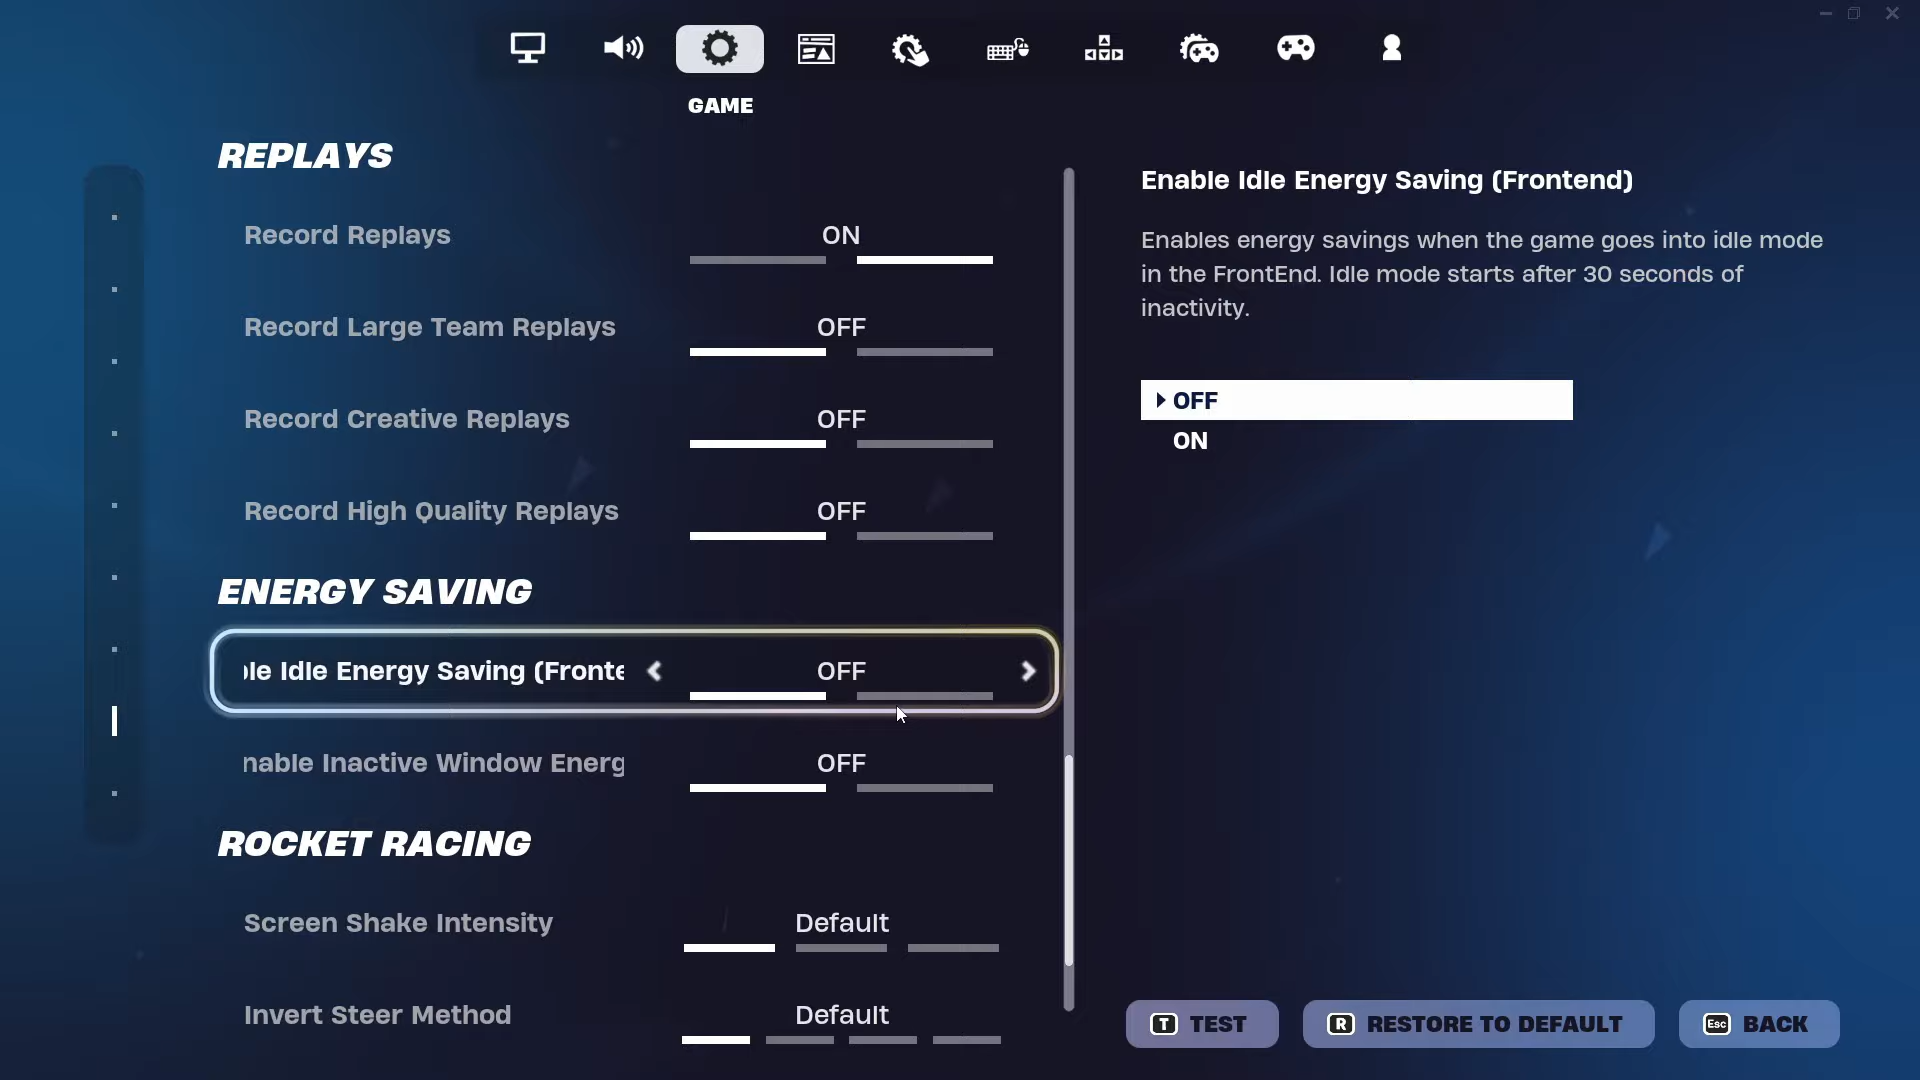 GAME
REPLAYS
Record Replays
ON
Record Large Team Replays
OFF
Record Creative Replays
OFF
Record High Quality Replays
OFF
ENERGY SAVING
ble Idle Energy Saving (Fronte
OFF
nable Inactive Window Energ
OFF
ROCKET RACING
Screen Shake Intensity
Default
Invert Steer Method
Default
Enable Idle Energy Saving (Frontend)
Enables energy savings when the game goes into idle mode
in the FrontEnd. Idle mode starts after 30 seconds of
inactivity.
OFF
ON
T TEST
R RESTORE TO DEFAULT
Esc BACK